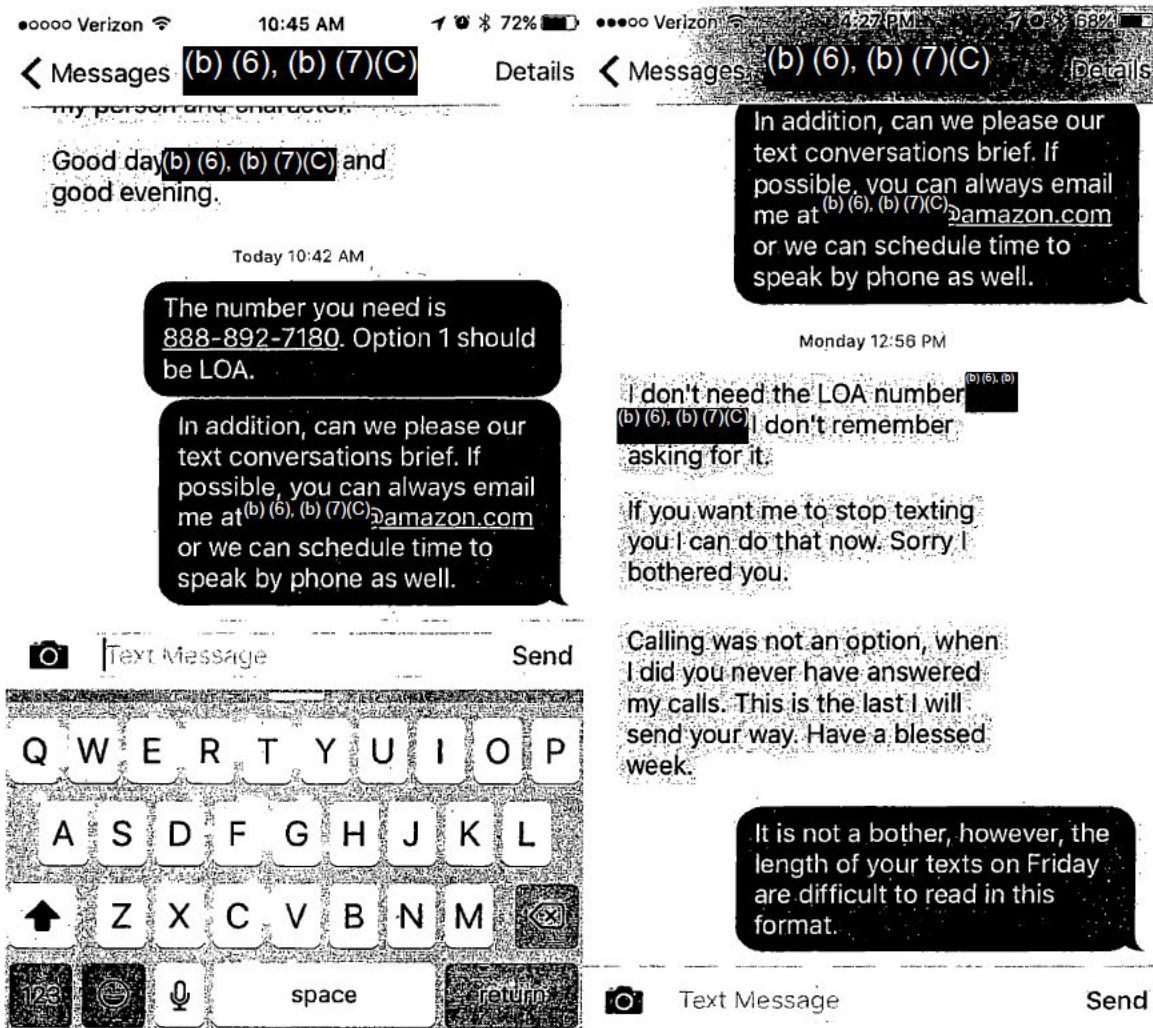 Verizon 10:45 AM 72%
Messages (b) (6), (b) (7)(C) Details
my person and character.
Good day (b) (6), (b) (7)(C) and
good evening.
Today 10:42 AM
The number you need is
888-892-7180. Option 1 should
be LOA.
In addition, can we please our
text conversations brief. If
possible, you can always email
me at (b) (6), (b) (7)(C) @amazon.com
or we can schedule time to
speak by phone as well.
Text Message Send
Q W E R T Y U I O P
A S D F G H J K L
Z X C V B N M
123 space return
Verizon 4:27 PM 68%
Messages (b) (6), (b) (7)(C) Details
In addition, can we please our
text conversations brief. If
possible, you can always email
me at (b) (6), (b) (7)(C) @amazon.com
or we can schedule time to
speak by phone as well.
Monday 12:56 PM
I don't need the LOA number (b) (6), (b)
(b) (6), (b) (7)(C) I don't remember
asking for it.
If you want me to stop texting
you I can do that now. Sorry I
bothered you.
Calling was not an option, when
I did you never have answered
my calls. This is the last I will
send your way. Have a blessed
week.
It is not a bother, however, the
length of your texts on Friday
are difficult to read in this
format.
Text Message Send